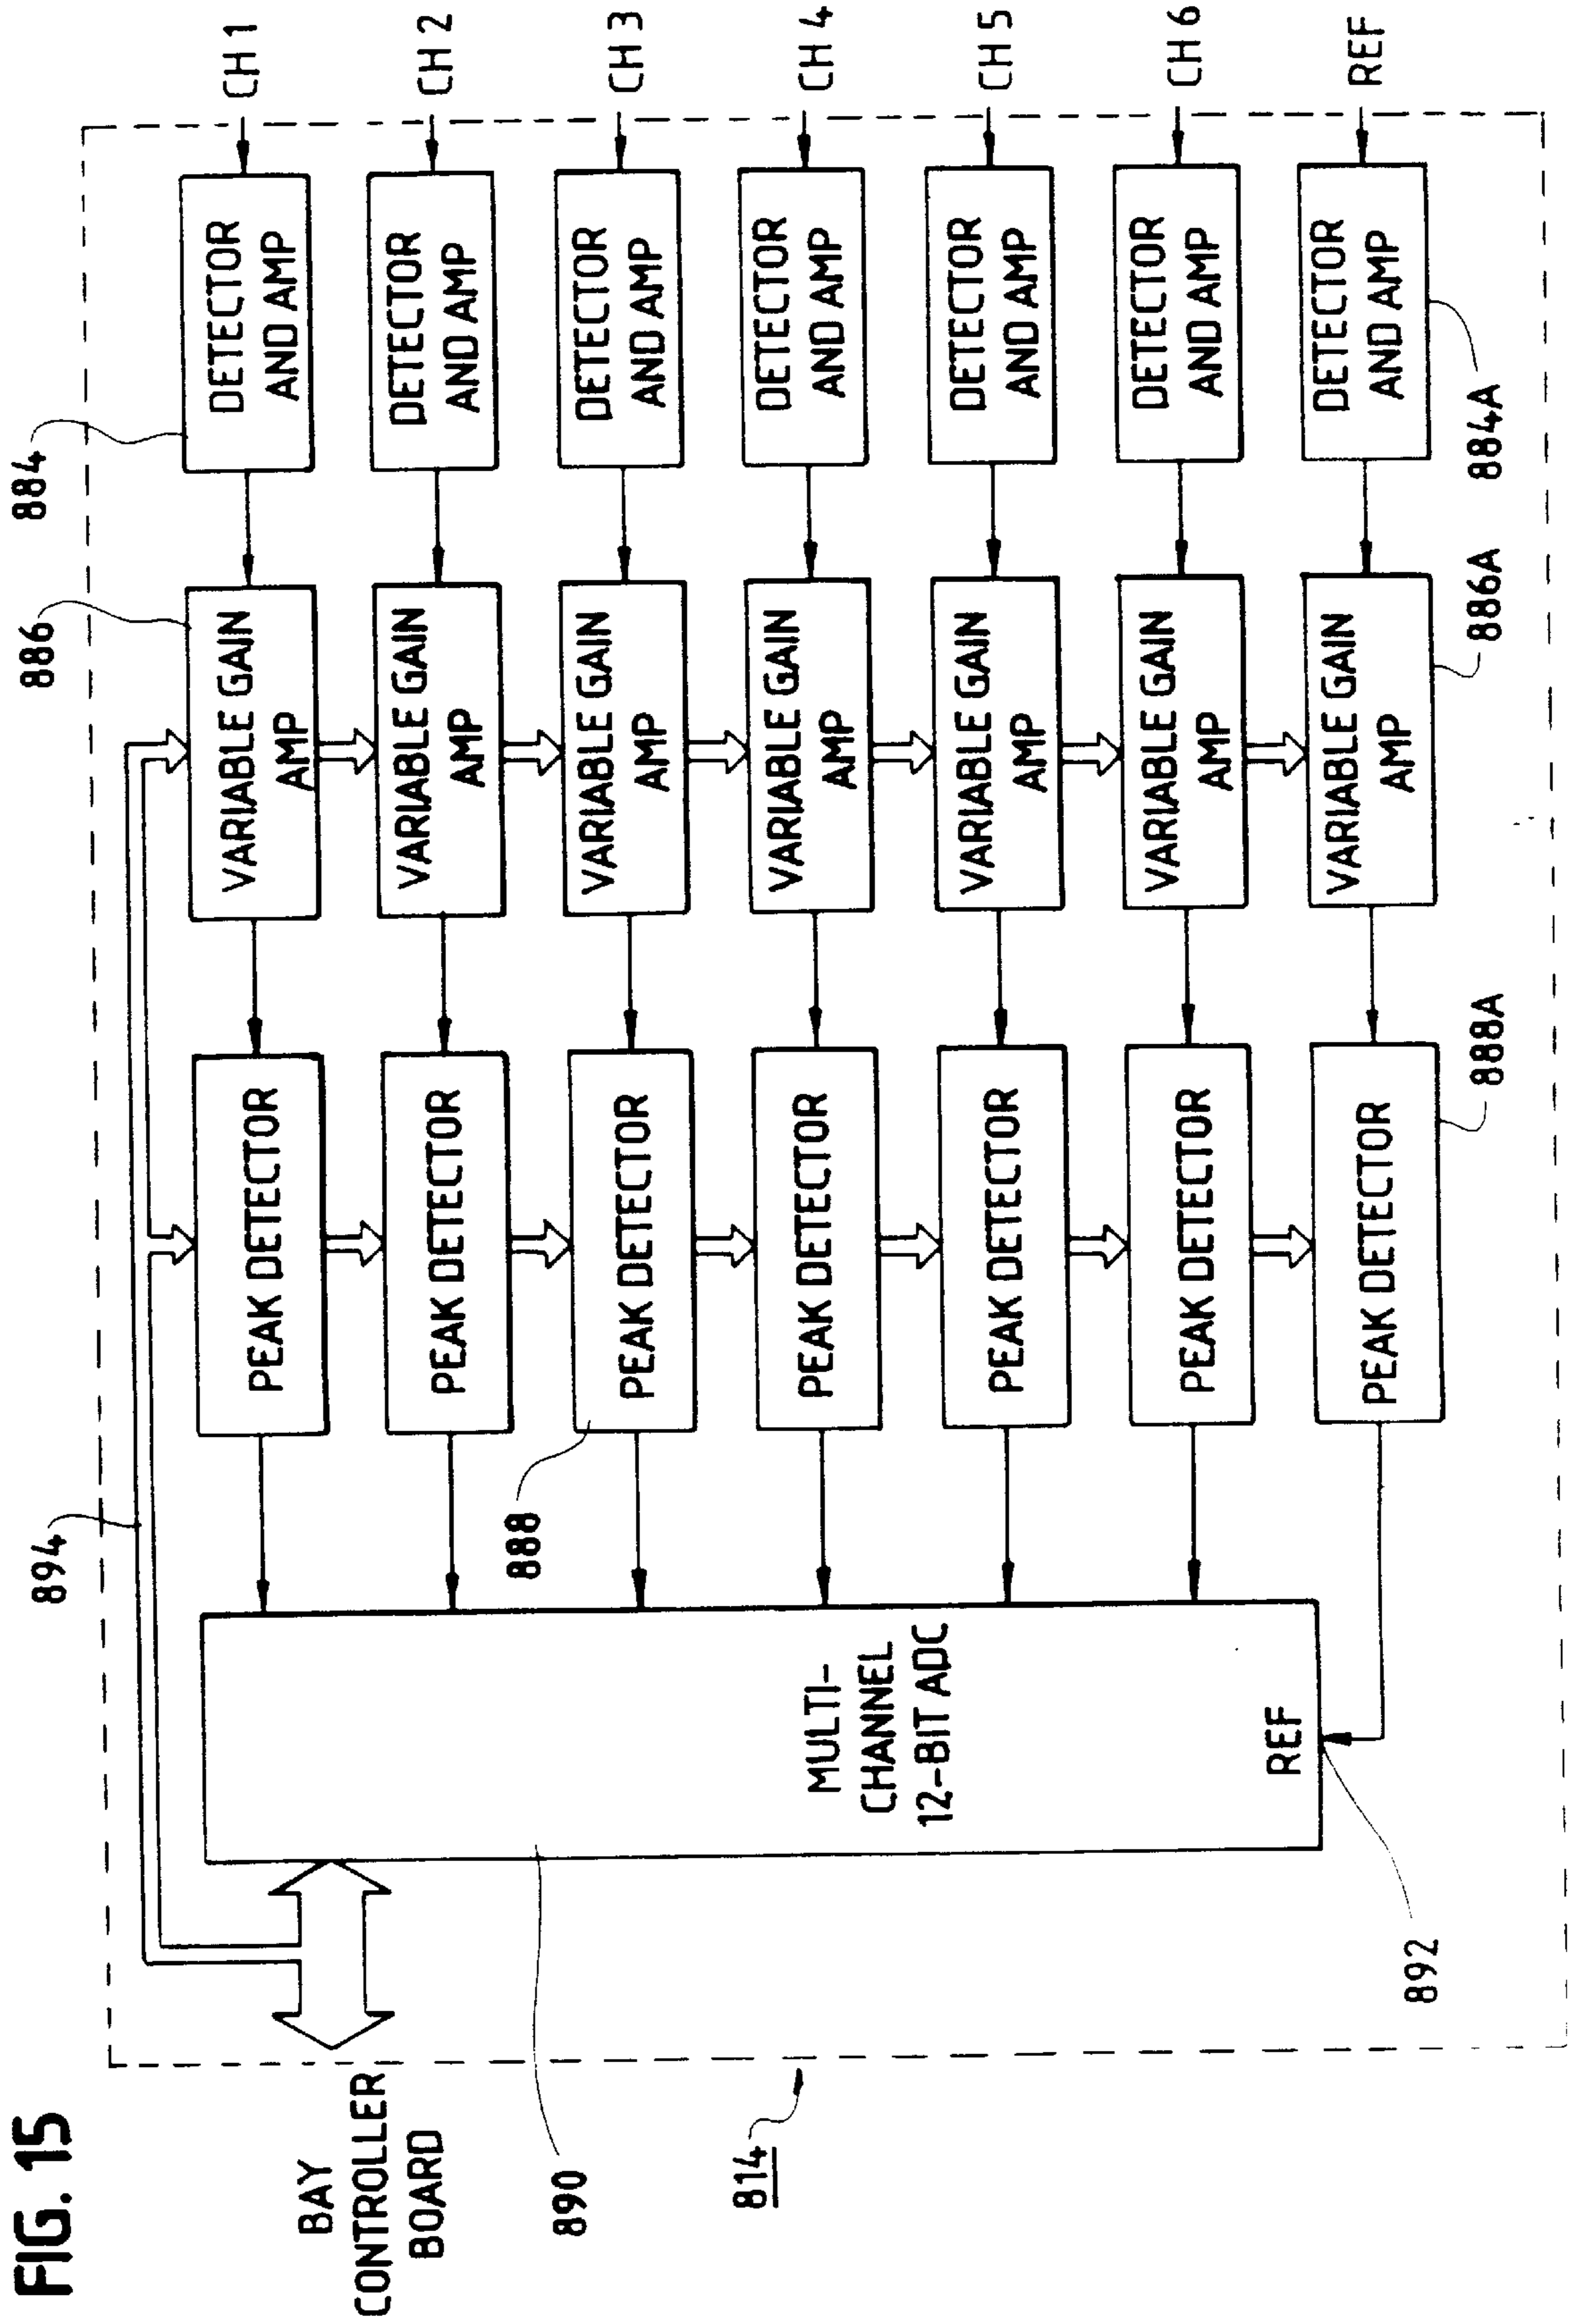 FIG. 15
BAY
CONTROLLER
BOARD
814
890
892
894
MULTI-
CHANNEL
12-BIT ADC
REF
888
PEAK DETECTOR
PEAK DETECTOR
PEAK DETECTOR
PEAK DETECTOR
PEAK DETECTOR
PEAK DETECTOR
PEAK DETECTOR
888A
886
VARIABLE GAIN
AMP
VARIABLE GAIN
AMP
VARIABLE GAIN
AMP
VARIABLE GAIN
AMP
VARIABLE GAIN
AMP
VARIABLE GAIN
AMP
VARIABLE GAIN
AMP
886A
884
DETECTOR
AND AMP
DETECTOR
AND AMP
DETECTOR
AND AMP
DETECTOR
AND AMP
DETECTOR
AND AMP
DETECTOR
AND AMP
DETECTOR
AND AMP
884A
CH 1
CH 2
CH 3
CH 4
CH 5
CH 6
REF